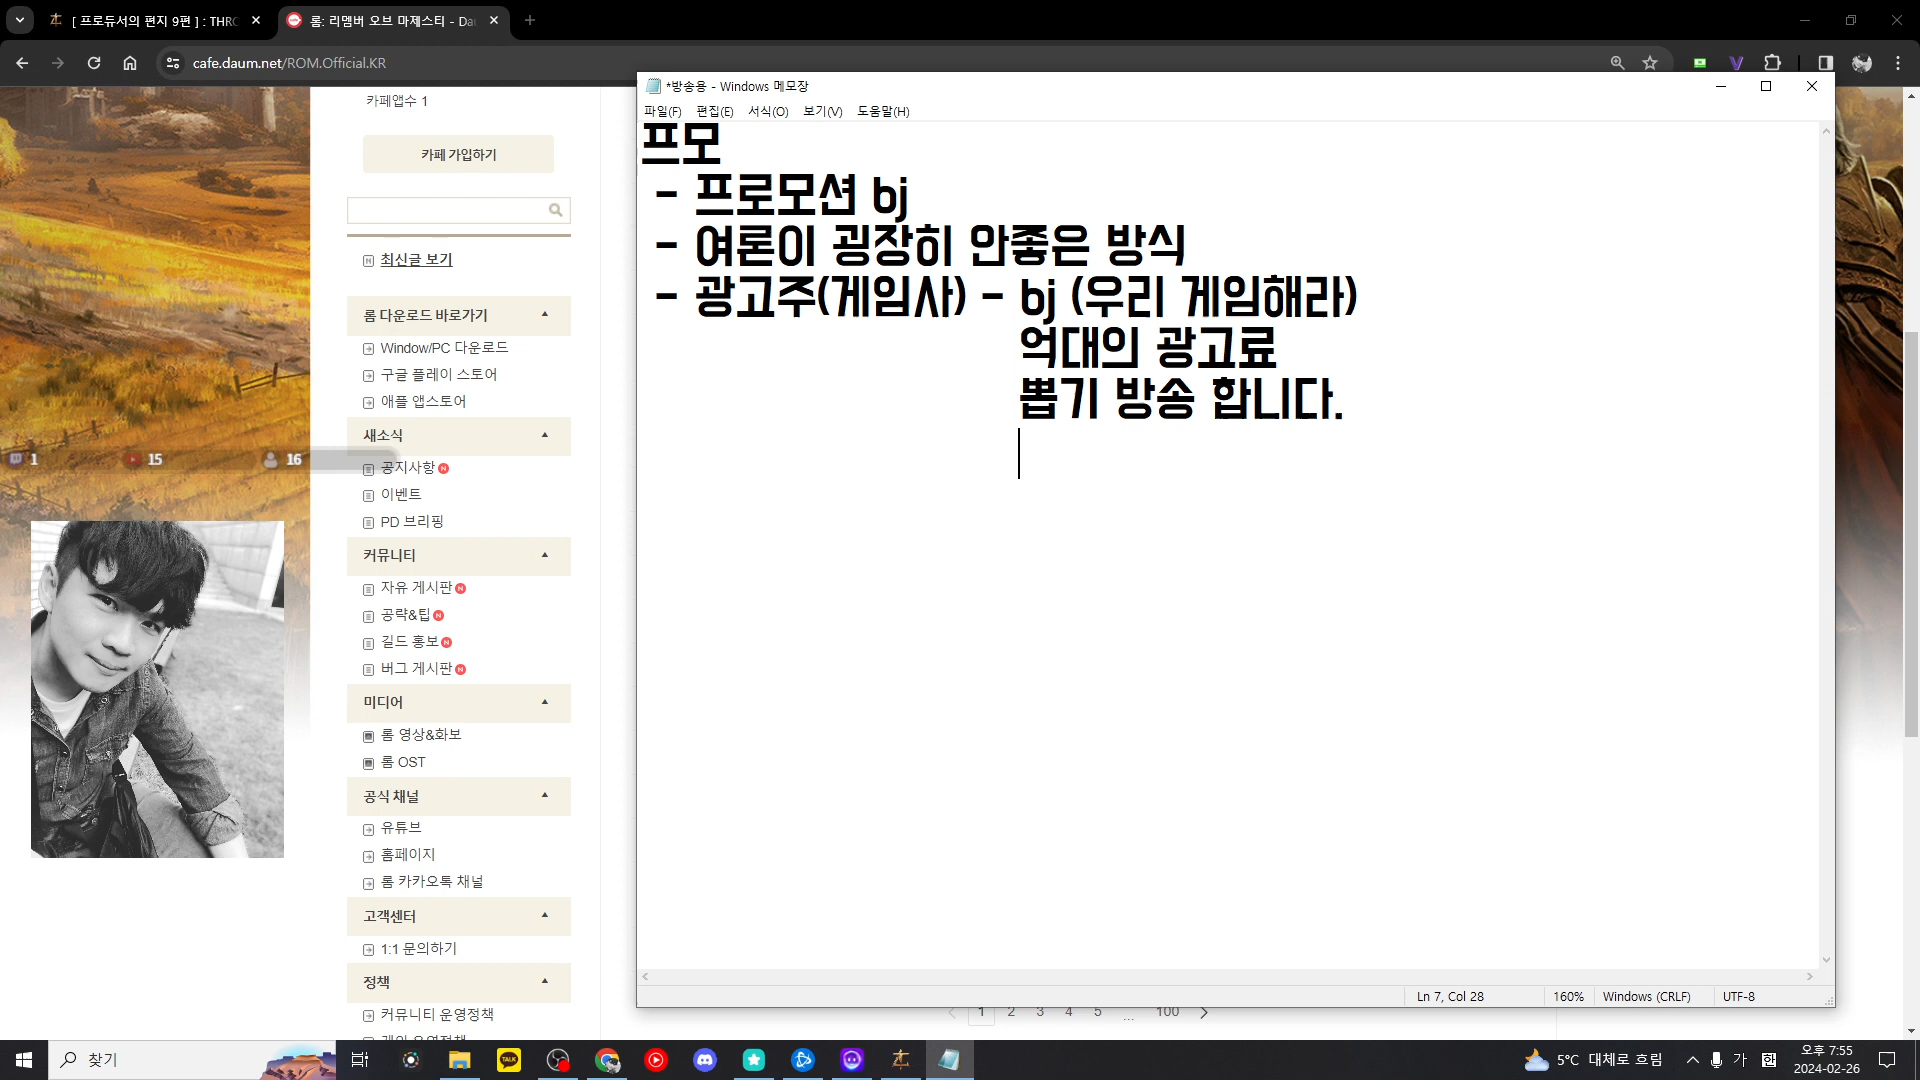 [ 프로듀서의 편지 9편 ] : THRO
롬: 리멤버 오브 마제스티 - Da
cafe.daum.net/ROM.Official.KR
카페앱수 1
카페 가입하기
최신글 보기
롬 다운로드 바로가기
Window/PC 다운로드
구글 플레이 스토어
애플 앱스토어
새소식
공지사항 N
이벤트
PD 브리핑
커뮤니티
자유 게시판 N
공략&팁 N
길드 홍보 N
버그 게시판 N
미디어
롬 영상&화보
롬 OST
공식 채널
유튜브
홈페이지
롬 카카오톡 채널
고객센터
1:1 문의하기
정책
커뮤니티 운영정책
1 15 16
*방송용 - Windows 메모장
파일(F) 편집(E) 서식(O) 보기(V) 도움말(H)
프모
- 프로모션 bj
- 여론이 굉장히 안좋은 방식
- 광고주(게임사) - bj (우리 게임해라)
억대의 광고료
뽑기 방송 합니다.
Ln 7, Col 28 160% Windows (CRLF) UTF-8
1 2 3 4 5 ... 100
찾기
TALK
5°C 대체로 흐림
가 한
오후 7:55
2024-02-26